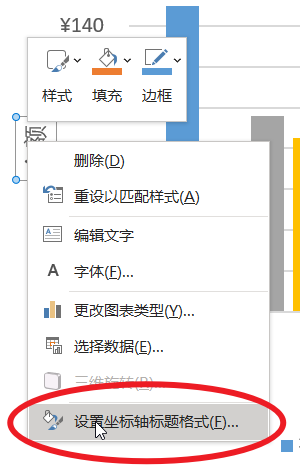 ¥140
样式 填充 边框
删除(D)
重设以匹配样式(A)
编辑文字
A 字体(F)...
更改图表类型(Y)...
选择数据(E)...
三维旋转(R)...
设置坐标轴标题格式(F)...